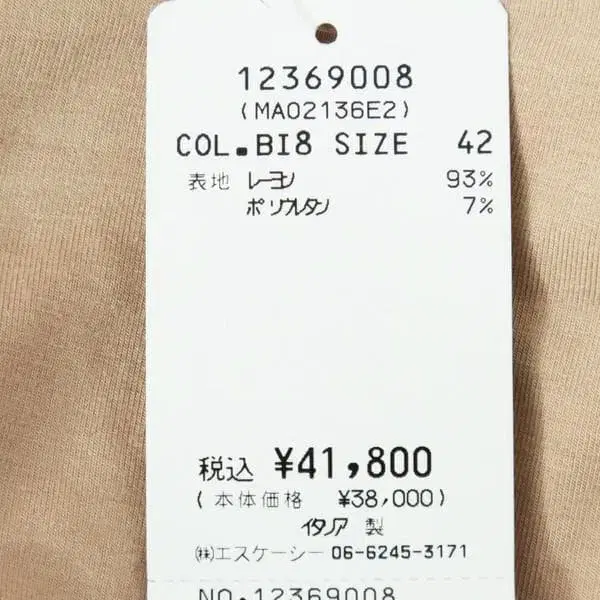 12369008
(MA02136E2)
COL.BI8 SIZE 42
表地 レーヨン 93%
ポリウレタン 7%
税込 ¥41,800
(本体価格 ¥38,000)
イタリア 製
㈱エスケーシー 06-6245-3171
NO.12369008